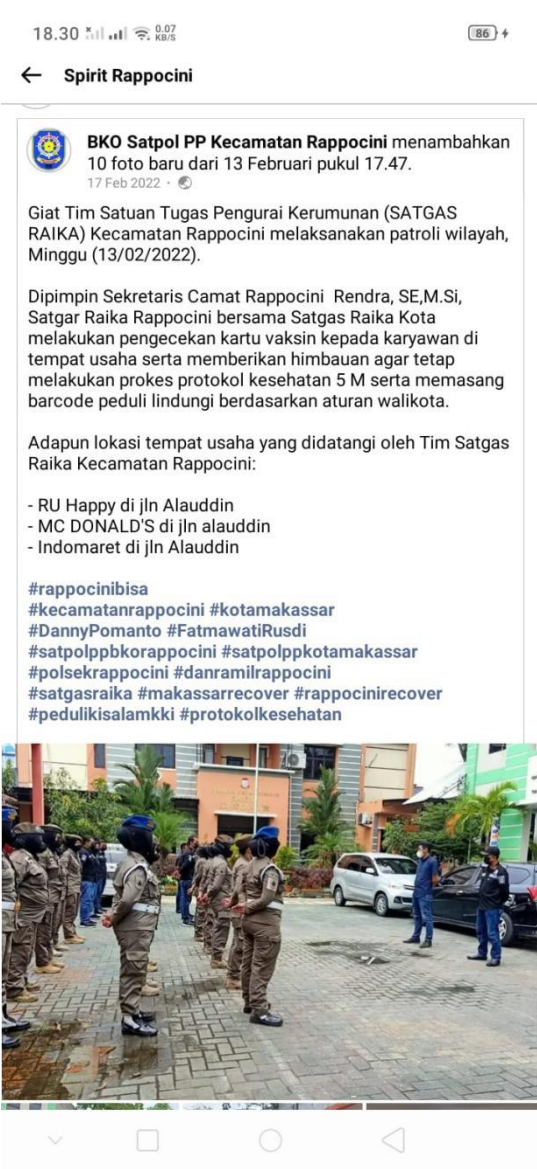 18.30
0.07
KB/S
86
Spirit Rappocini
BKO Satpol PP Kecamatan Rappocini menambahkan
10 foto baru dari 13 Februari pukul 17.47.
17 Feb 2022 ·
Giat Tim Satuan Tugas Pengurai Kerumunan (SATGAS
RAIKA) Kecamatan Rappocini melaksanakan patroli wilayah,
Minggu (13/02/2022).
Dipimpin Sekretaris Camat Rappocini Rendra, SE,M.Si,
Satgar Raika Rappocini bersama Satgas Raika Kota
melakukan pengecekan kartu vaksin kepada karyawan di
tempat usaha serta memberikan himbauan agar tetap
melakukan prokes protokol kesehatan 5 M serta memasang
barcode peduli lindungi berdasarkan aturan walikota.
Adapun lokasi tempat usaha yang didatangi oleh Tim Satgas
Raika Kecamatan Rappocini:
- RU Happy di jln Alauddin
- MC DONALD'S di jln alauddin
- Indomaret di jln Alauddin
#rappocinibisa
#kecamatanrappocini #kotamakassar
#DannyPomanto #FatmawatiRusdi
#satpolppbkorappocini #satpolppkotamakassar
#polsekrappocini #danramilrappocini
#satgasraika #makassarrecover #rappocinirecover
#pedulikisalamkki #protokolkesehatan